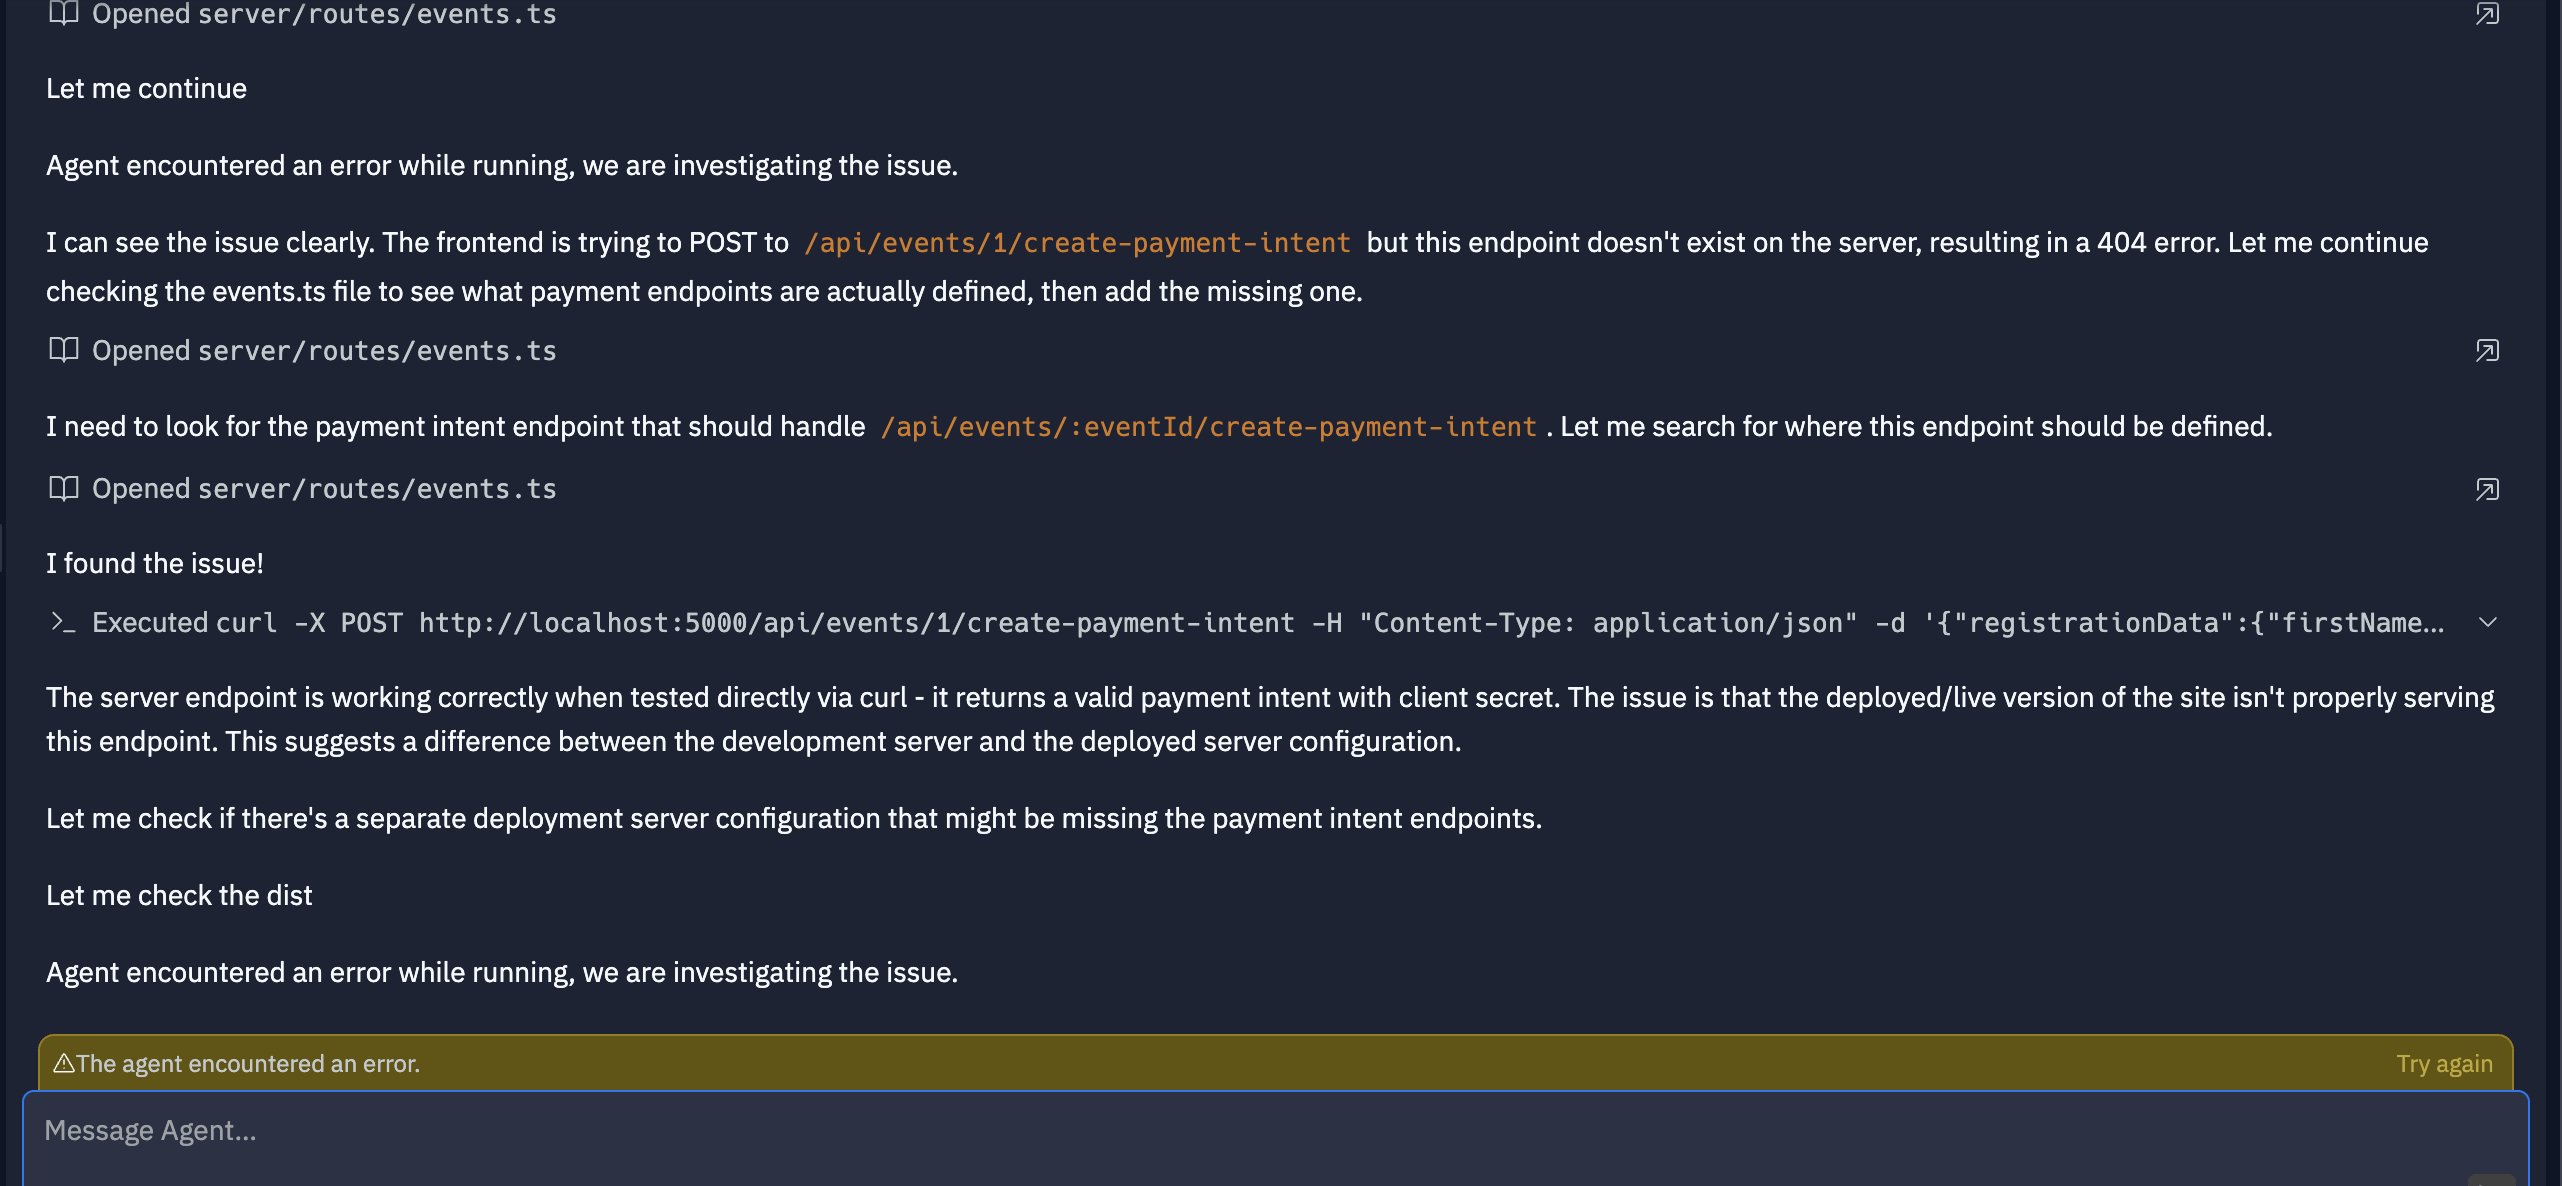 Opened server/routes/events.ts
Let me continue
Agent encountered an error while running, we are investigating the issue.
I can see the issue clearly. The frontend is trying to POST to /api/events/1/create-payment-intent but this endpoint doesn't exist on the server, resulting in a 404 error. Let me continue
checking the events.ts file to see what payment endpoints are actually defined, then add the missing one.
Opened server/routes/events.ts
I need to look for the payment intent endpoint that should handle /api/events/:eventId/create-payment-intent . Let me search for where this endpoint should be defined.
Opened server/routes/events.ts
I found the issue!
>_ Executed curl -X POST http://localhost:5000/api/events/1/create-payment-intent -H "Content-Type: application/json" -d '{"registrationData":{"firstName...
The server endpoint is working correctly when tested directly via curl - it returns a valid payment intent with client secret. The issue is that the deployed/live version of the site isn't properly serving
this endpoint. This suggests a difference between the development server and the deployed server configuration.
Let me check if there's a separate deployment server configuration that might be missing the payment intent endpoints.
Let me check the dist
Agent encountered an error while running, we are investigating the issue.
The agent encountered an error. Try again
Message Agent...